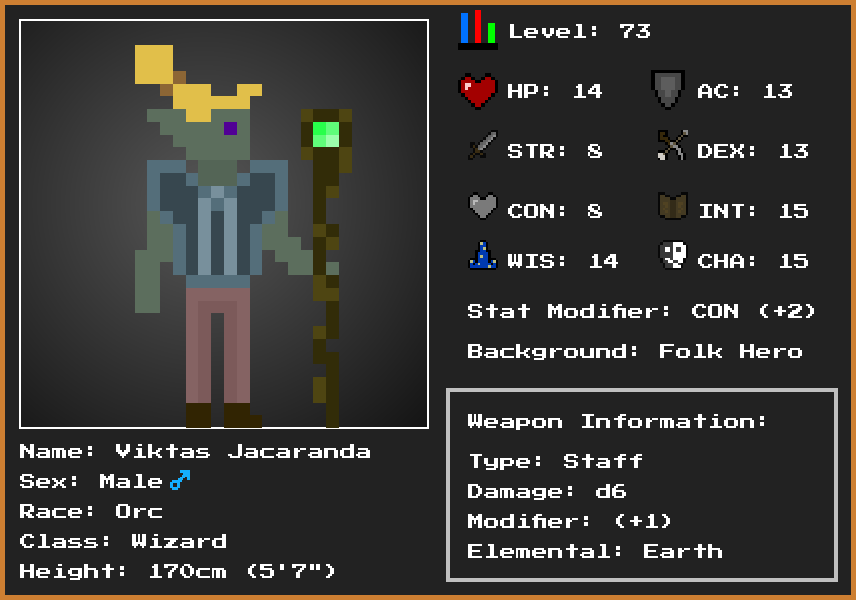 Level: 73
HP: 14
AC: 13
STR: 8
DEX: 13
CON: 8
INT: 15
WIS: 14
CHA: 15
Stat Modifier: CON (+2)
Background: Folk Hero
Weapon Information:
Type: Staff
Damage: d6
Modifier: (+1)
Elemental: Earth
Name: Viktas Jacaranda
Sex: Male♂
Race: Orc
Class: Wizard
Height: 170cm (5'7")